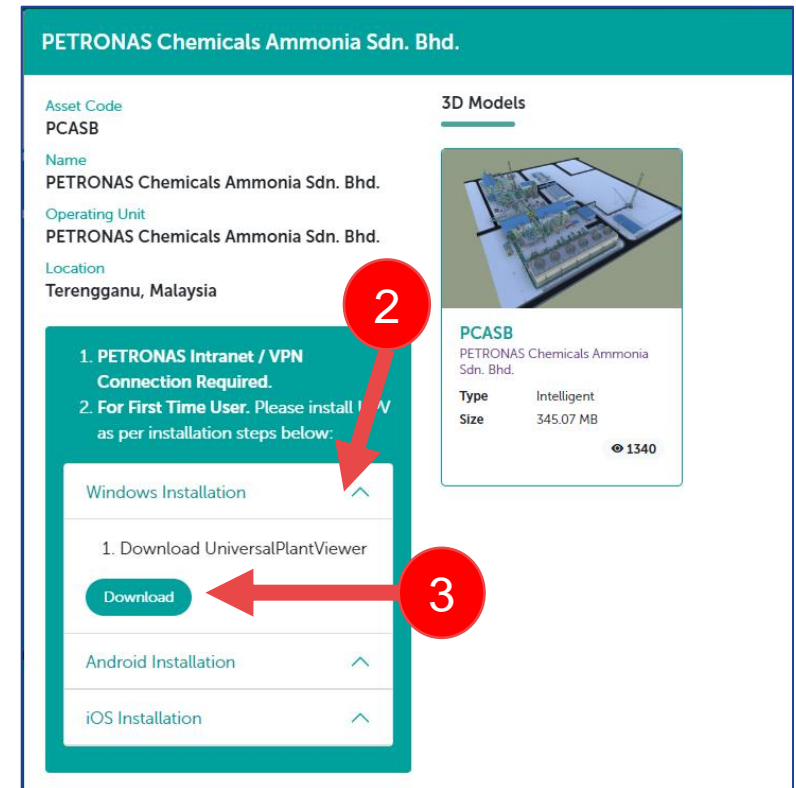 PETRONAS Chemicals Ammonia Sdn. Bhd.
Asset Code
PCASB
Name
PETRONAS Chemicals Ammonia Sdn. Bhd.
Operating Unit
PETRONAS Chemicals Ammonia Sdn. Bhd.
Location
Terengganu, Malaysia
2
1. PETRONAS Intranet / VPN
Connection Required.
2. For First Time User. Please install
as per installation steps below:
Windows Installation
1. Download UniversalPlantViewer
Download
3
Android Installation
iOS Installation
3D Models
PCASB
PETRONAS Chemicals Ammonia
Sdn. Bhd.
Type Intelligent
Size 345.07 MB
1340